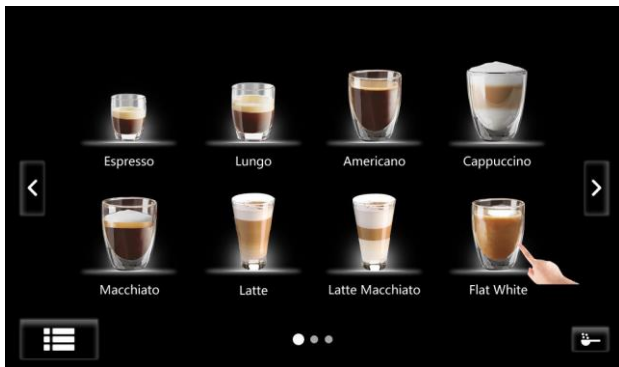 Espresso
Lungo
Americano
Cappuccino
Macchiato
Latte
Latte Macchiato
Flat White